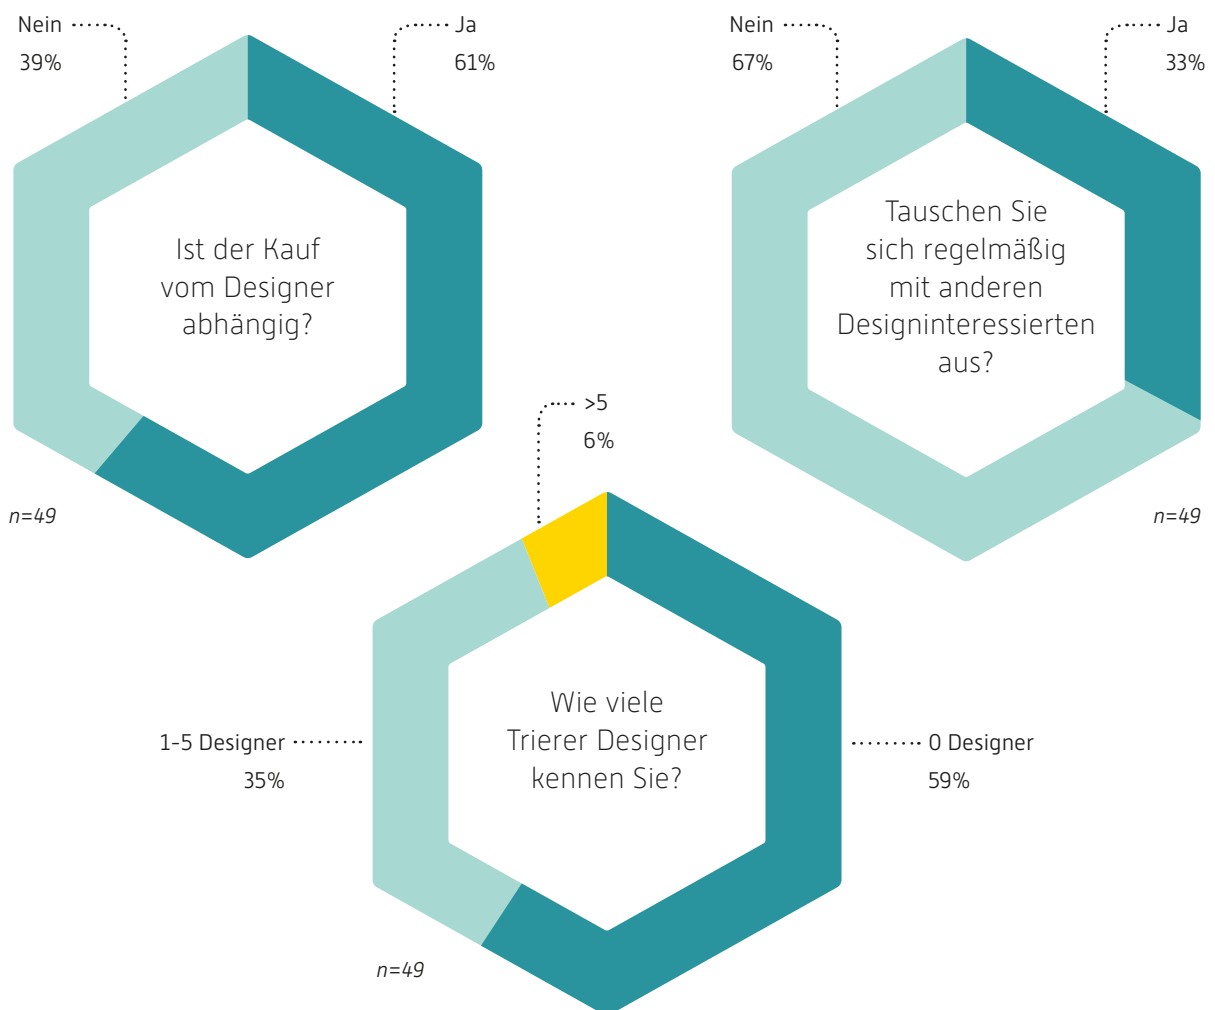 Nein
39%
Ja
61%
Ist der Kauf
vom Designer
abhängig?
n=49
Nein
67%
Ja
33%
Tauschen Sie
sich regelmäßig
mit anderen
Designinteressierten
aus?
n=49
>5
6%
1-5 Designer
35%
0 Designer
59%
Wie viele
Trierer Designer
kennen Sie?
n=49